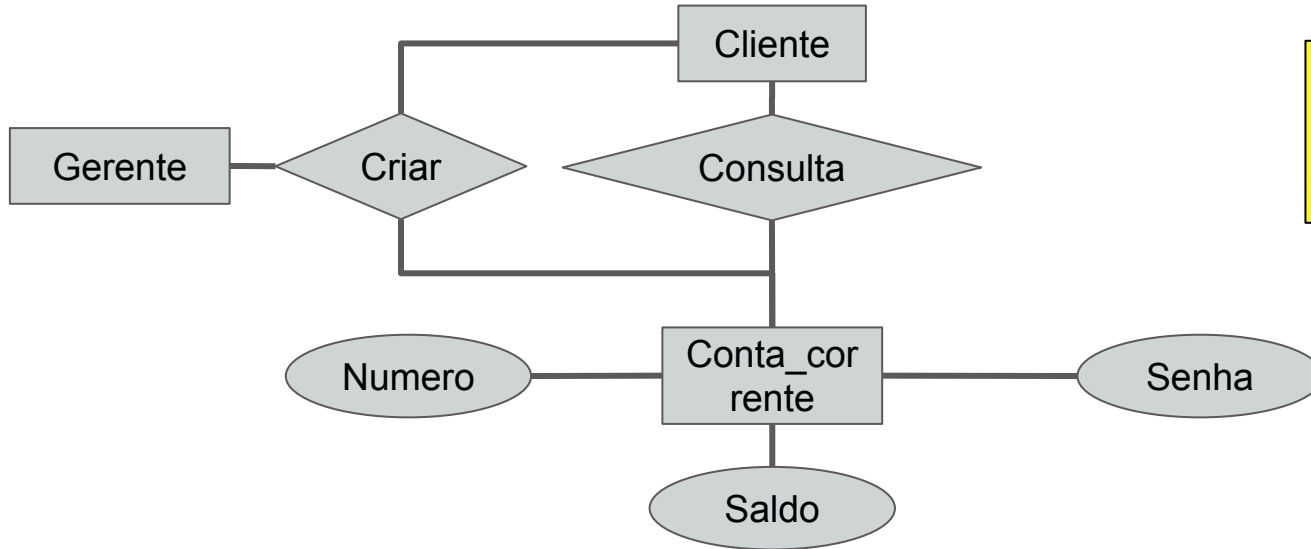 Cliente
Gerente
Criar
Consulta
Numero
Conta_cor
rente
Senha
Saldo